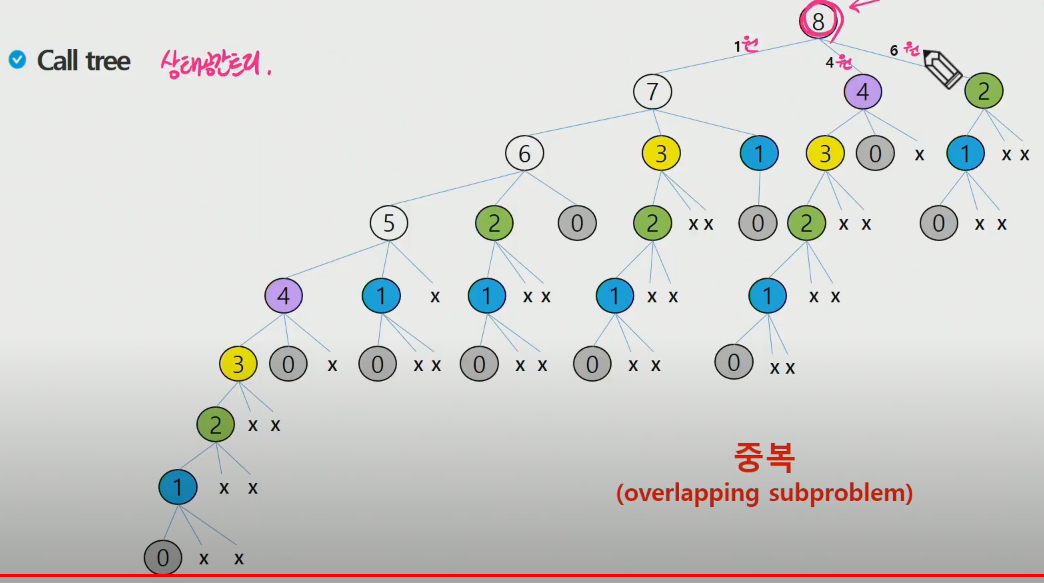 8
Call tree 상태공간트리.
1원 4원 6원
7 4 2
6 3 1 3 0 x 1 x x
5 2 0 2 x x 0 2 x x 0 x x
4 1 x 1 x x 1 x x 1 x x
3 0 x 0 x x 0 x x 0 x x 0 x x
2 x x
중복
1 x x
(overlapping subproblem)
0 x x